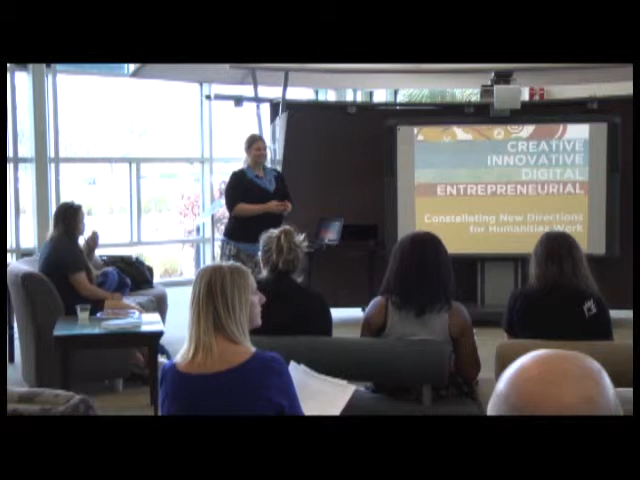 CREATIVE
INNOVATIVE
DIGITAL
ENTREPRENEURIAL
Constellating New Directions
for Humanities Work